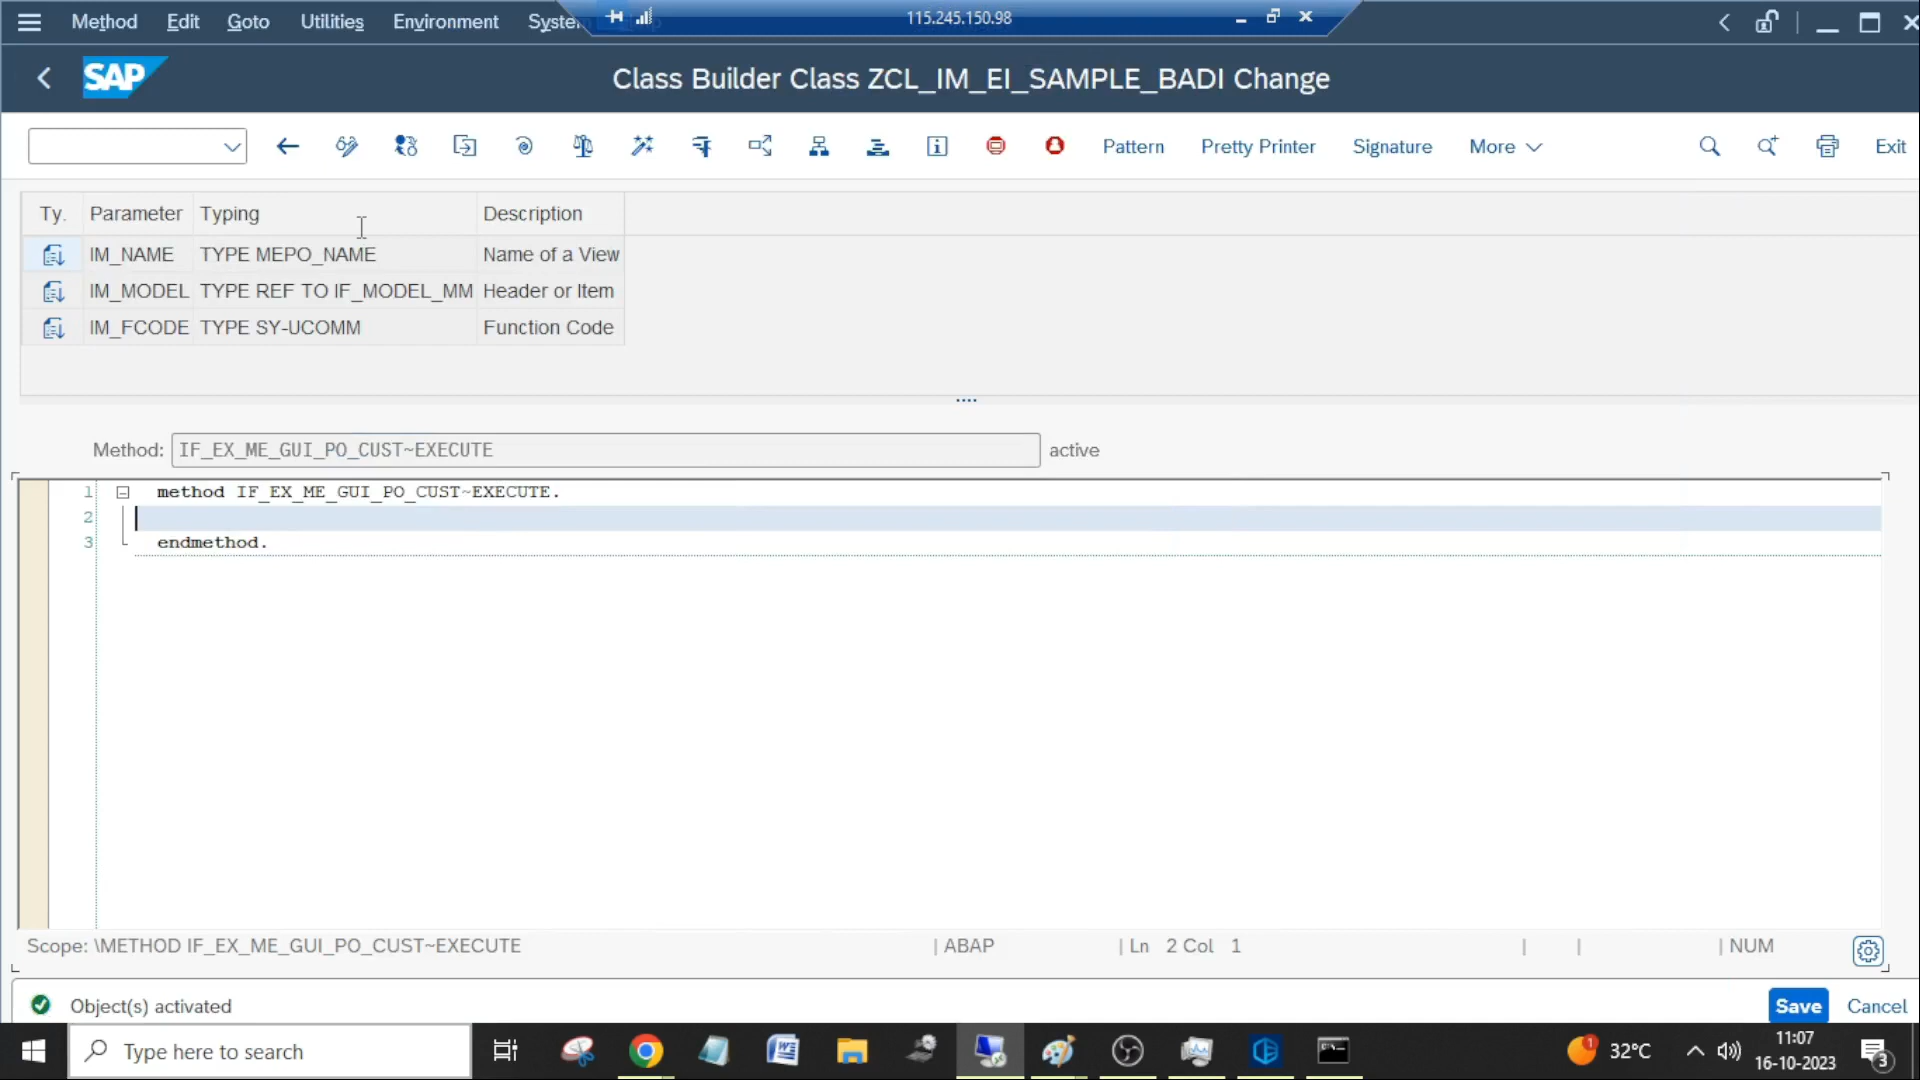 Method Edit Goto Utilities Environment System 115.245.150.98
SAP Class Builder Class ZCL_IM_EI_SAMPLE_BADI Change
Pattern Pretty Printer Signature More Exit
Ty. Parameter Typing Description
IM_NAME TYPE MEPO_NAME Name of a View
IM_MODEL TYPE REF TO IF_MODEL_MM Header or Item
IM_FCODE TYPE SY-UCOMM Function Code
Method: IF_EX_ME_GUI_PO_CUST~EXECUTE active
1 method IF_EX_ME_GUI_PO_CUST~EXECUTE.
2
3 endmethod.
Scope: \METHOD IF_EX_ME_GUI_PO_CUST~EXECUTE | ABAP | Ln 2 Col 1 | | | NUM
Object(s) activated Save Cancel
Type here to search 1 32°C 11:07
16-10-2023 3